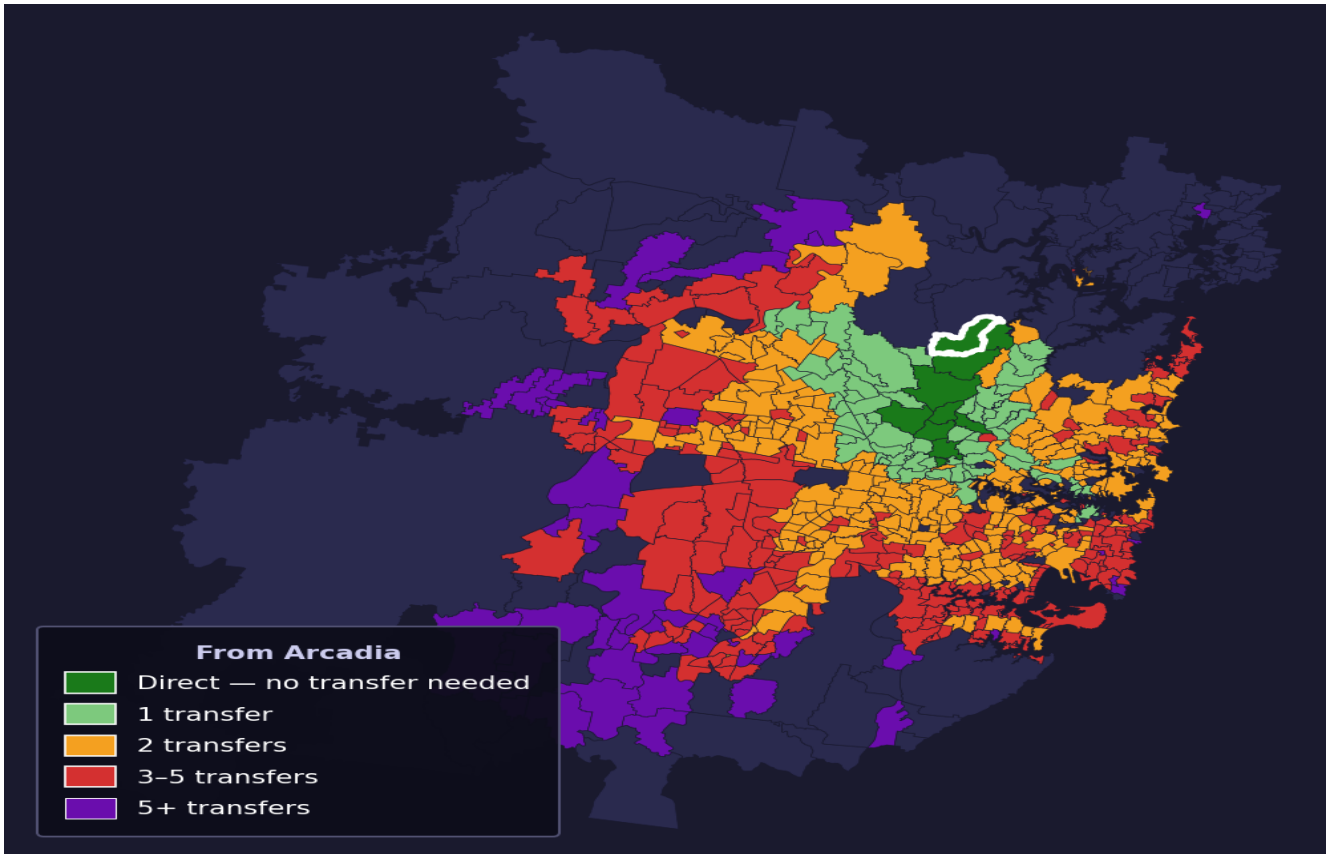 From Arcadia
Direct — no transfer needed
1 transfer
2 transfers
3–5 transfers
5+ transfers